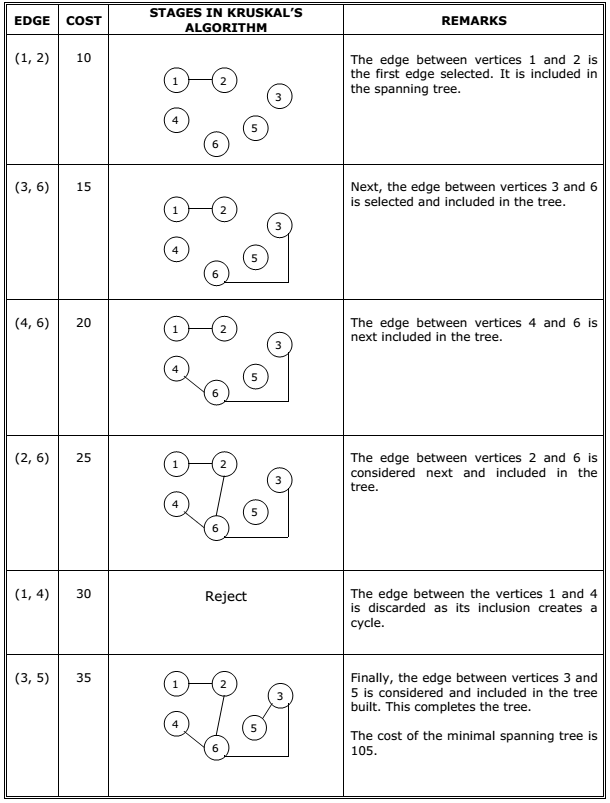 EDGE COST STAGES IN KRUSKAL'S ALGORITHM REMARKS
(1, 2) 10
1 2
3
4
5
6
The edge between vertices 1 and 2 is
the first edge selected. It is included in
the spanning tree.
(3, 6) 15
1 2
3
4
5
6
Next, the edge between vertices 3 and 6
is selected and included in the tree.
(4, 6) 20
1 2
3
4
5
6
The edge between vertices 4 and 6 is
next included in the tree.
(2, 6) 25
1 2
3
4
5
6
The edge between vertices 2 and 6 is
considered next and included in the
tree.
(1, 4) 30
Reject
The edge between the vertices 1 and 4
is discarded as its inclusion creates a
cycle.
(3, 5) 35
1 2
3
4
5
6
Finally, the edge between vertices 3 and
5 is considered and included in the tree
built. This completes the tree.
The cost of the minimal spanning tree is
105.